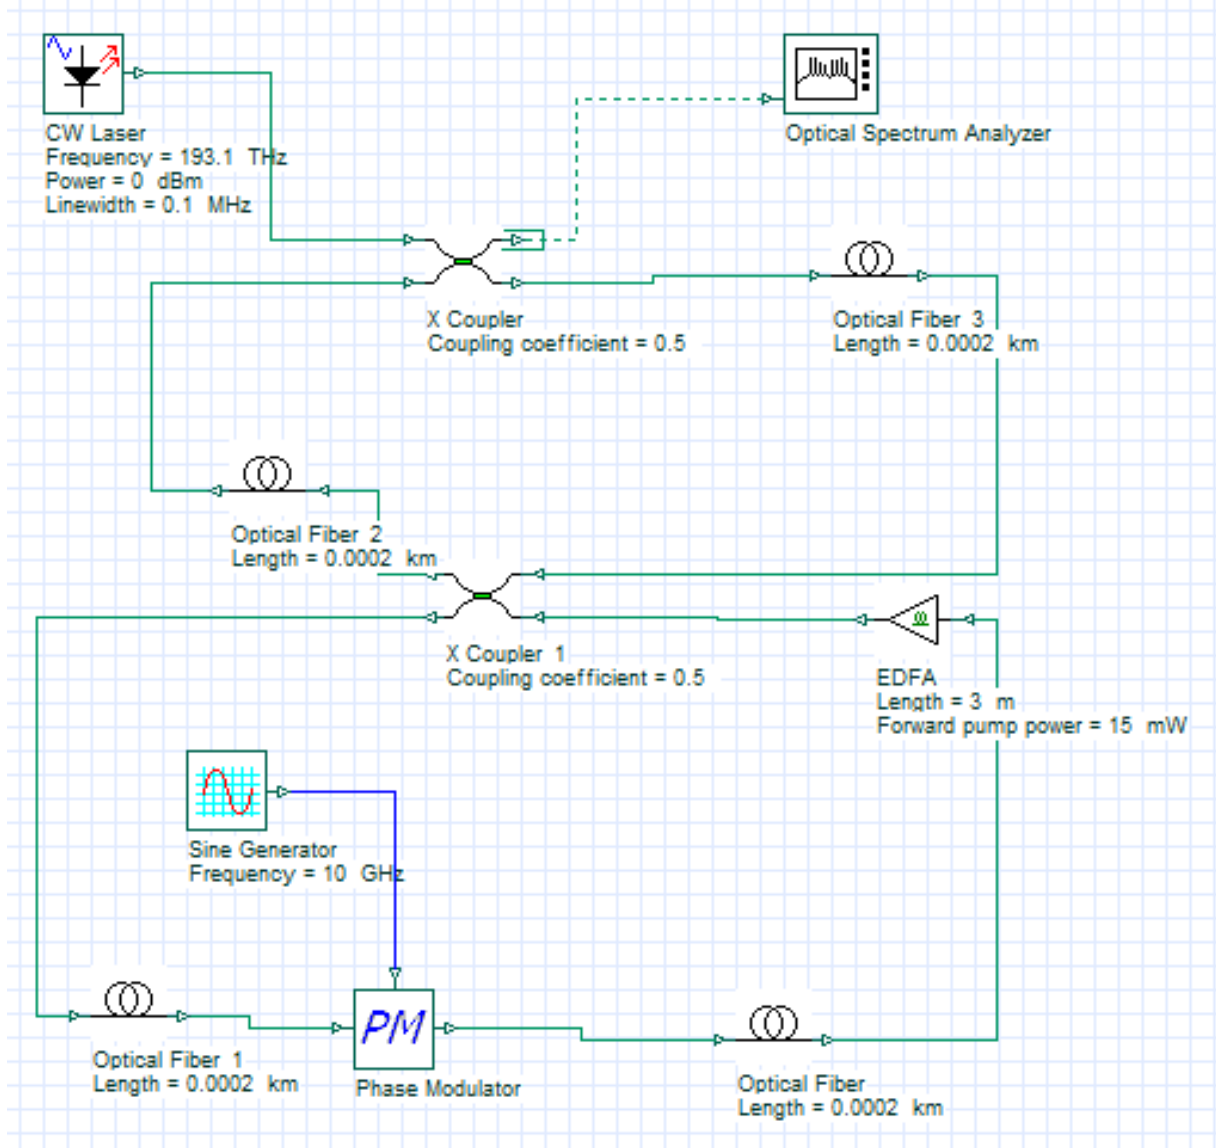 CW Laser
Frequency = 193.1 THz
Power = 0 dBm
Linewidth = 0.1 MHz
Optical Spectrum Analyzer
X Coupler
Coupling coefficient = 0.5
Optical Fiber 3
Length = 0.0002 km
Optical Fiber 2
Length = 0.0002 km
X Coupler 1
Coupling coefficient = 0.5
EDFA
Length = 3 m
Forward pump power = 15 mW
Sine Generator
Frequency = 10 GHz
PM
Optical Fiber 1
Length = 0.0002 km
Phase Modulator
Optical Fiber
Length = 0.0002 km